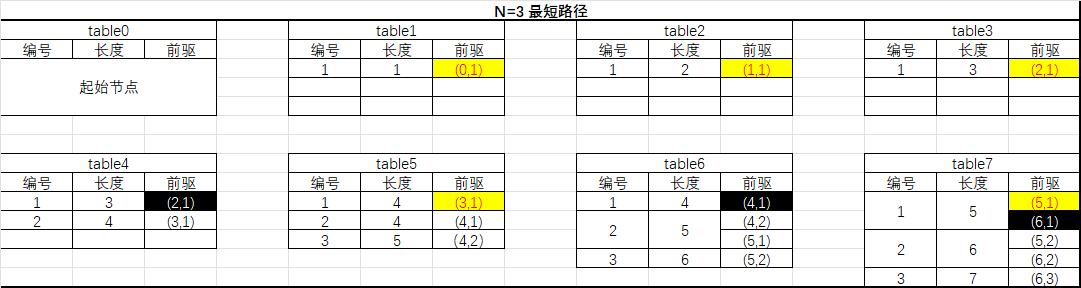 N=3 最短路径
table0 table1 table2 table3
编号 长度 前驱 编号 长度 前驱 编号 长度 前驱 编号 长度 前驱
起始节点
1 1 (0,1) 1 2 (1,1) 1 3 (2,1)
table4 table5 table6 table7
编号 长度 前驱 编号 长度 前驱 编号 长度 前驱 编号 长度 前驱
1 3 (2,1) 1 4 (3,1) 1 4 (4,1) 1 5 (5,1)
2 4 (3,1) 2 4 (4,1) 2 5 (4,2) (6,1)
3 5 (4,2) (5,1) 2 6 (5,2)
3 6 (5,2) (6,2)
3 7 (6,3)